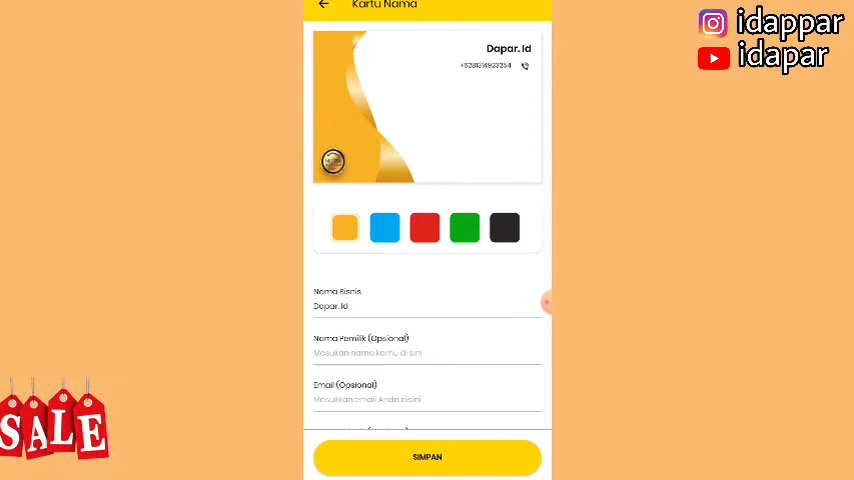 Kartu Nama
idappar
idapar
Dapar. Id
+6281314923254
Nama Bisnis
Dapar. Id
Nama Pemilik (Opsional)
Masukan nama kamu disini
Email (Opsional)
Masukkan email Anda disini
SIMPAN
SALE